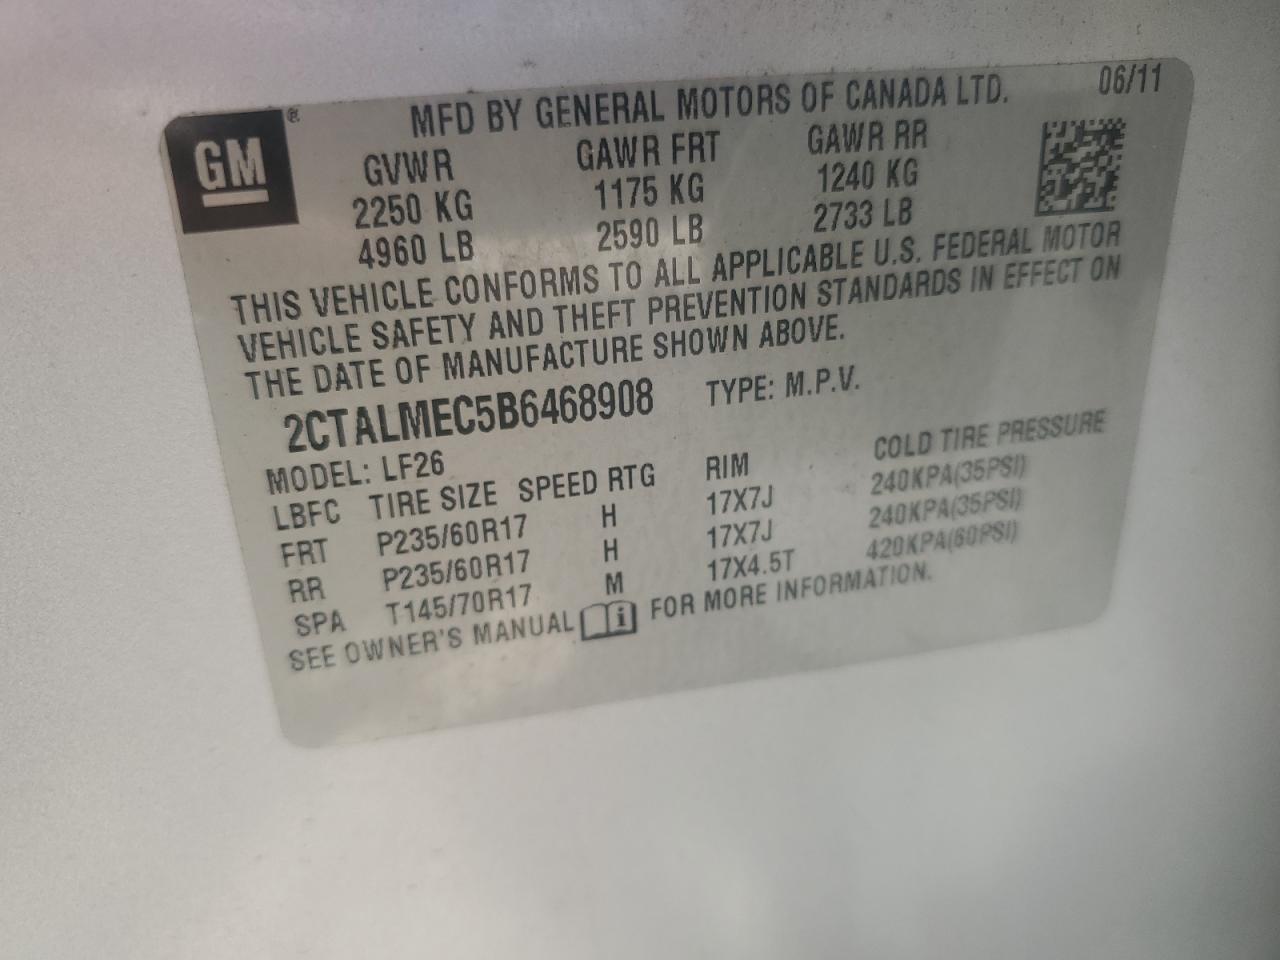 GM ® MFD BY GENERAL MOTORS OF CANADA LTD. 06/11
GVWR GAWR FRT GAWR RR
2250 KG 1175 KG 1240 KG
4960 LB 2590 LB 2733 LB
THIS VEHICLE CONFORMS TO ALL APPLICABLE U.S. FEDERAL MOTOR
VEHICLE SAFETY AND THEFT PREVENTION STANDARDS IN EFFECT ON
THE DATE OF MANUFACTURE SHOWN ABOVE.
2CTALMEC5B6468908 TYPE: M.P.V.
MODEL: LF26
LBFC TIRE SIZE SPEED RTG RIM COLD TIRE PRESSURE
FRT P235/60R17 H 17X7J 240KPA(35PSI)
RR P235/60R17 H 17X7J 240KPA(35PSI)
SPA T145/70R17 M 17X4.5T 420KPA(60PSI)
SEE OWNER'S MANUAL i FOR MORE INFORMATION.